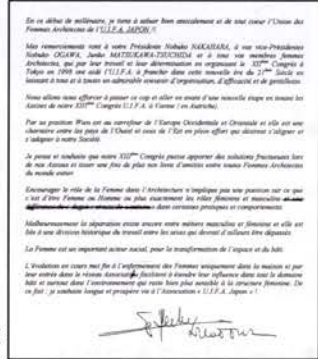 En ce début de millénaire, je tiens à saluer bien amicalement et de tout coeur l'Union des
Femmes Architectes de l'U.I.F.A. JAPON !!
Mes remerciements vont à votre Présidente Nobuko NAKAHARA, à vos vice-Présidentes
Nobuko OGAWA, Junko MATSUKAWA-TSUCHIDA et à tous vos membres femmes
Architectes, qui par leur travail et leur détermination en organisant le XIIème Congrès à
Tokyo en 1998 ont aidé l'U.I.F.A. à franchir dans cette nouvelle ère du 21ème Siècle en
laissant à tous et à toutes un admirable souvenir d'organisation, d'efficacité et de gentillesse.
Nous allons nous efforcer à passer ce cap et aller en avant d'une nouvelle étape en tenant les
Assises de notre XIIIème Congrès U.I.F.A. à Vienne (en Autriche).
Par sa position Wien est au carrefour de l'Europe Occidentale et Orientale et elle est une
charnière entre les pays de l'Ouest et ceux de l'Est en plein effort qui désirent s'aligner et
s'adapter à notre Société.
Je pense et souhaite que notre XIIIème Congrès puisse apporter des solutions fructueuses lors
de nos Assises et tisser une fois de plus nos liens d'amitiés entre toutes Femmes Architectes
du monde entier.
Encourager le rôle de la Femme dans l'Architecture n'implique pas une position sur ce que
c'est d'être Femme ou Homme ou plus exactement les rôles féminins et masculins
dans certaines pratiques et comportements.
Malheureusement la séparation existe encore entre métiers masculins et féminins et elle est
liée à une division historique du travail entre les sexes qui devrait d'ailleurs être dépassée.
La Femme est un important acteur social, pour la transformation de l'espace et du bâti.
L'évolution en cours met fin à l'enfermement des Femmes uniquement dans la maison et par
leur entrée dans le réseau Association facilitent à étendre leur influence dans tout le domaine
bâti et surtout dans l'environnement qui reste bien plus sensible à la structure féminine. De
ce fait : je souhaite longue et prospère vie à l'Association « U.I.F.A. Japon » !